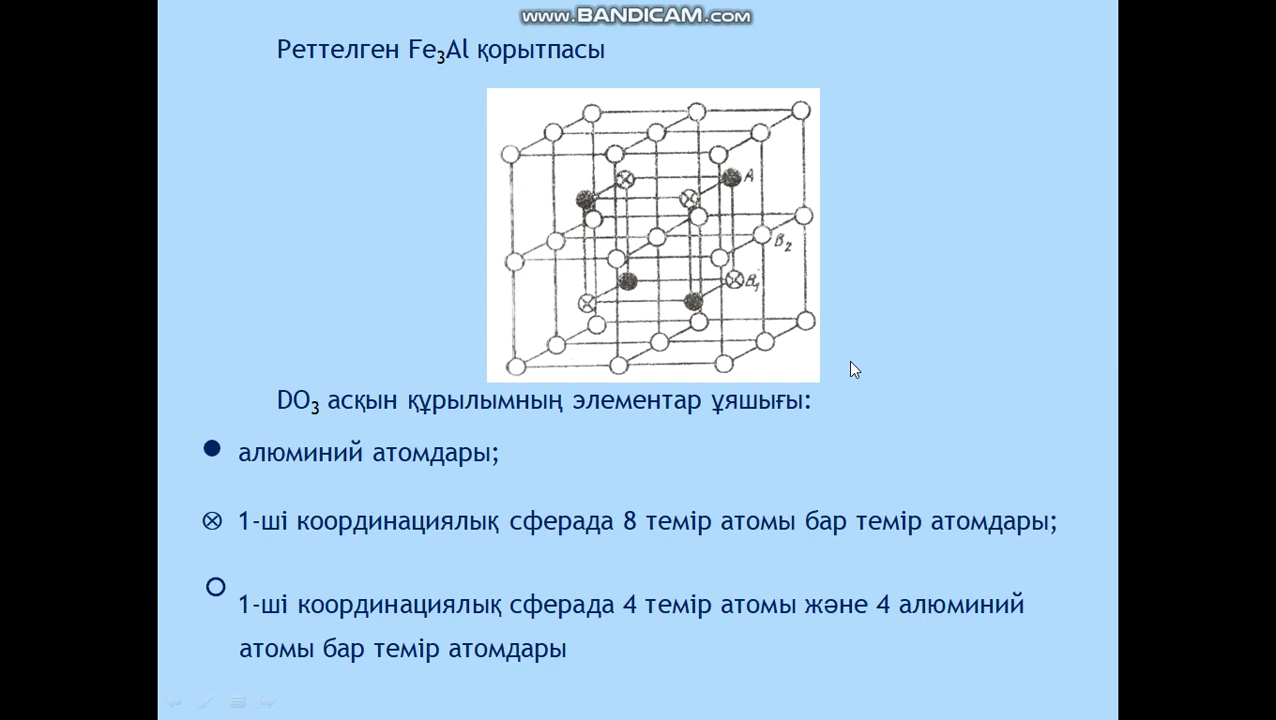 www.BANDICAM.com
Реттелген Fe₃Al қорытпасы
A
B₂
B₁
DO₃ асқын құрылымның элементар ұяшығы:
алюминий атомдары;
1-ші координациялық сферада 8 темір атомы бар темір атомдары;
1-ші координациялық сферада 4 темір атомы және 4 алюминий
атомы бар темір атомдары